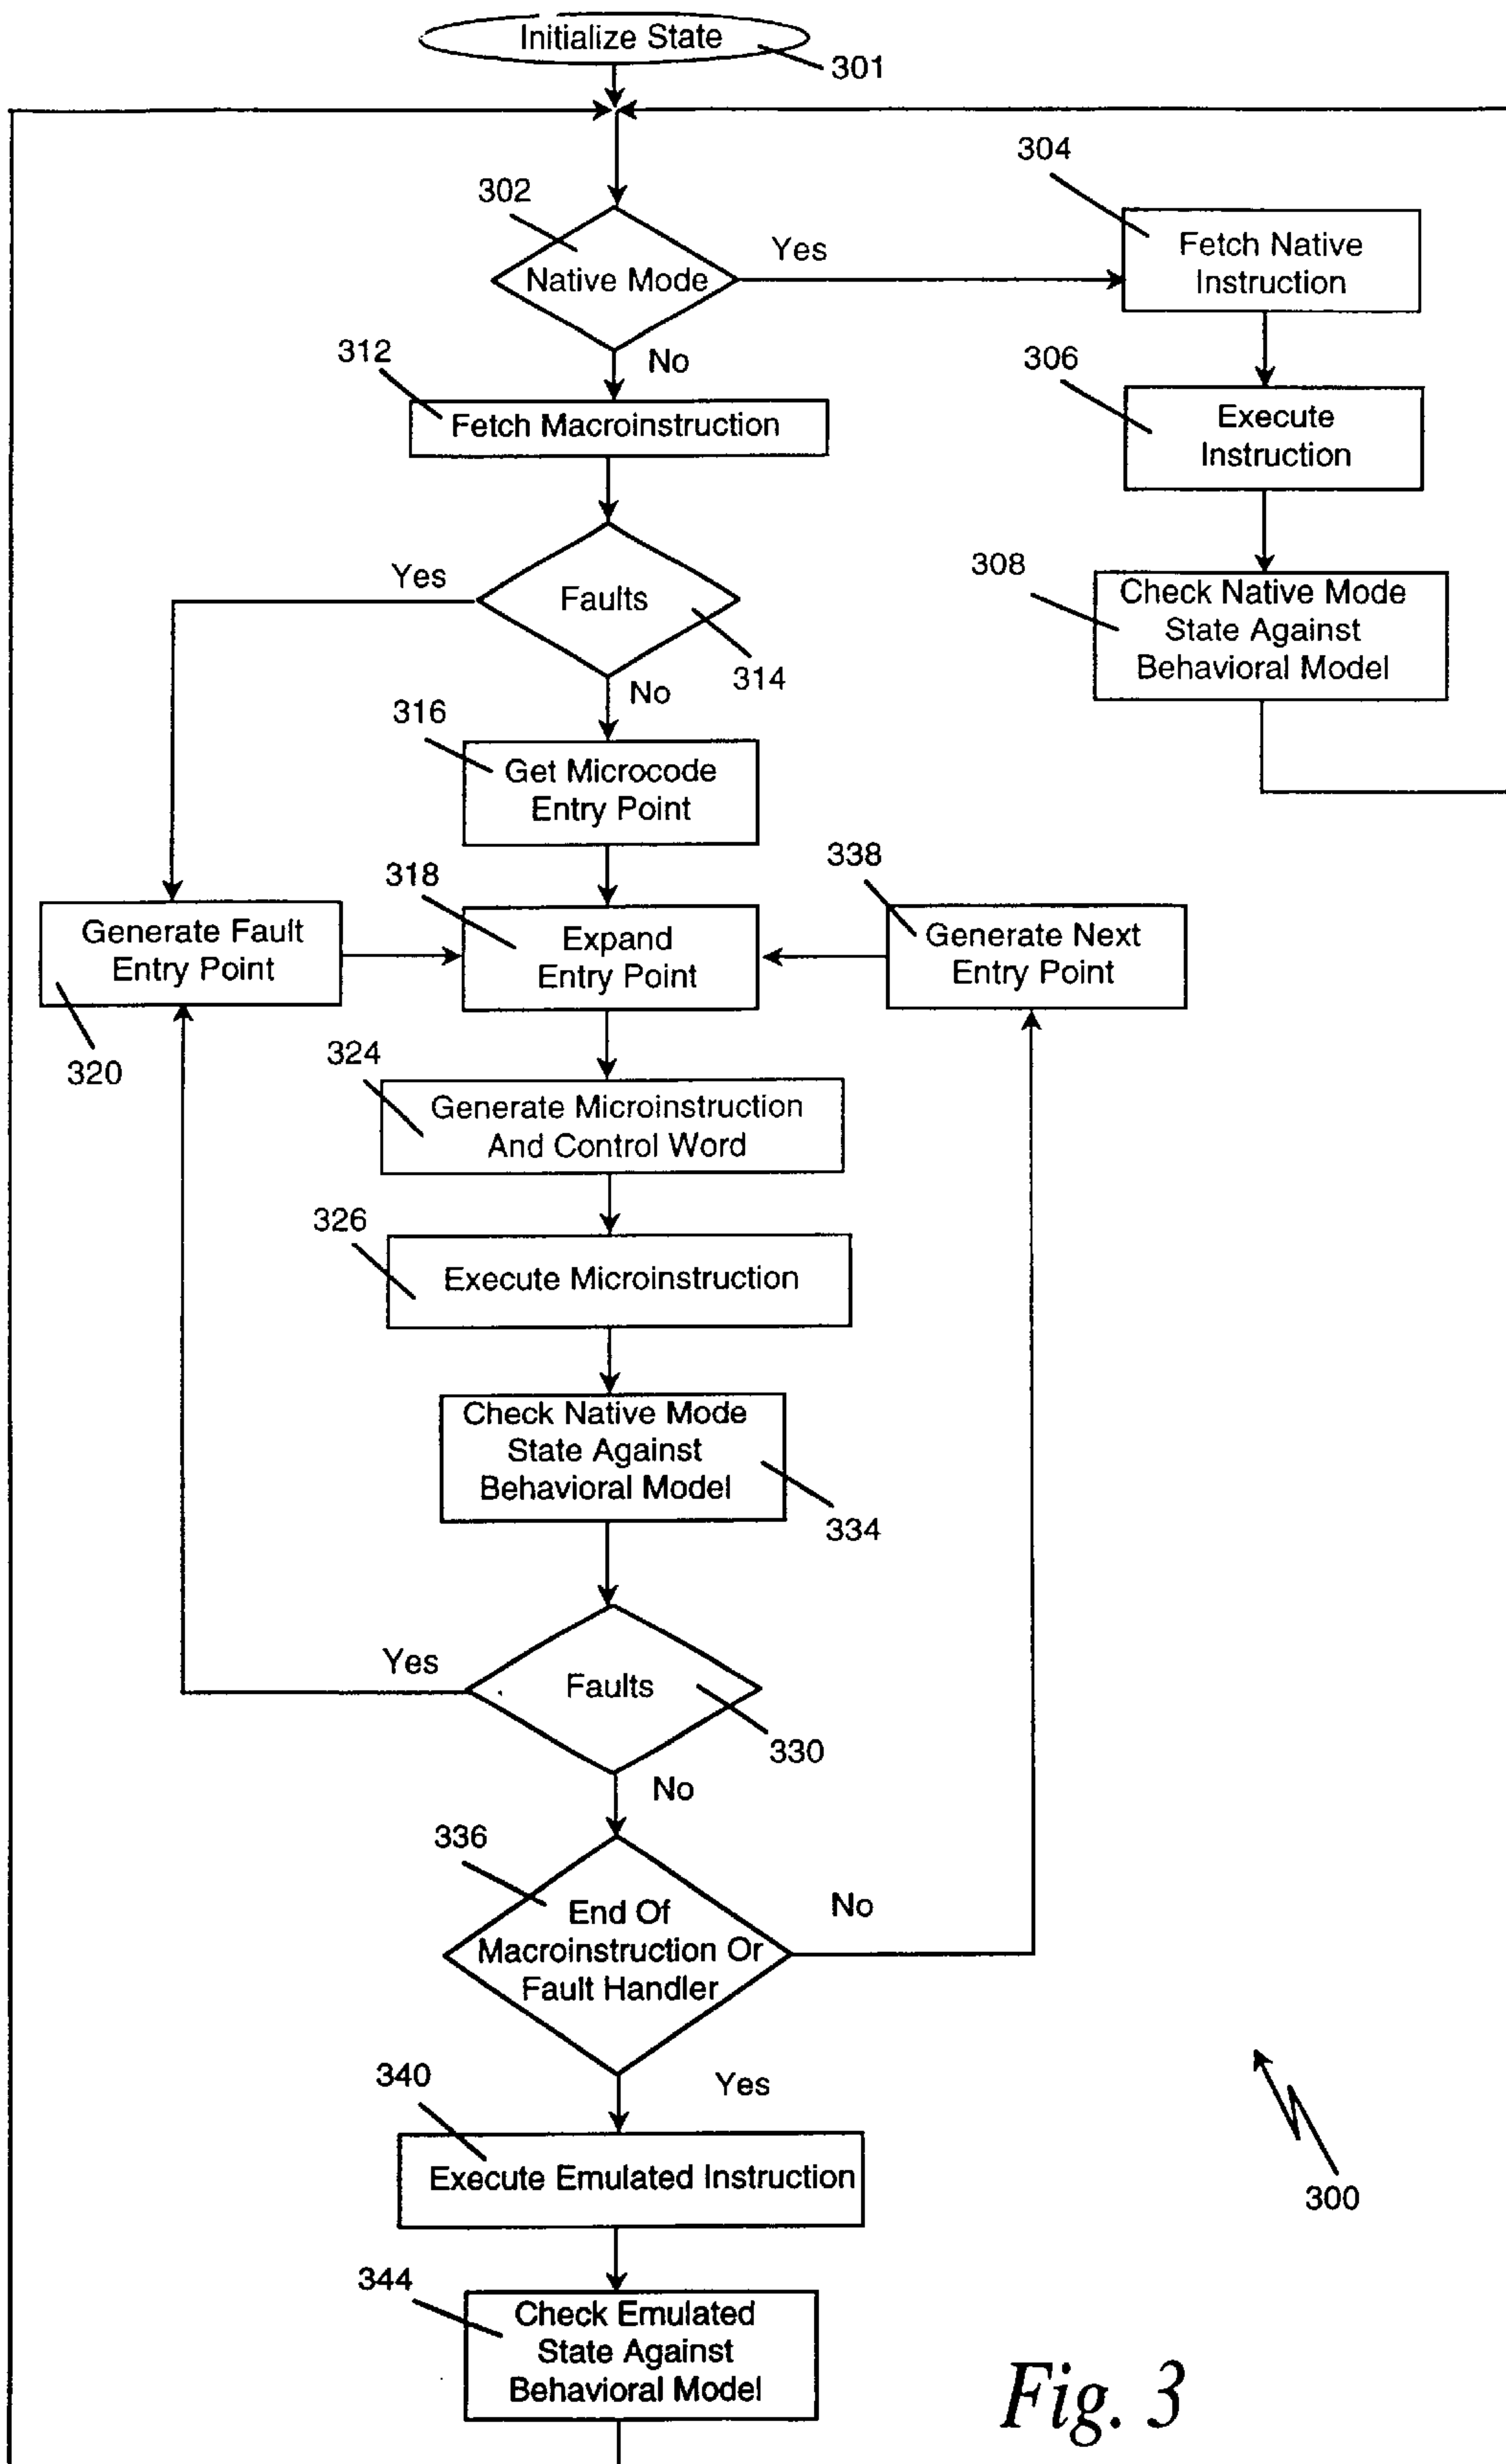 Initialize State
301
304
302
Yes
Fetch Native
Instruction
Native Mode
312
No
306
Fetch Macroinstruction
Execute
Instruction
308
Yes
Faults
Check Native Mode
State Against
Behavioral Model
314
No
316
Get Microcode
Entry Point
338
318
Generate Fault
Entry Point
Expand
Entry Point
Generate Next
Entry Point
320
324
Generate Microinstruction
And Control Word
326
Execute Microinstruction
Check Native Mode
State Against
Behavioral Model
334
Yes
Faults
330
No
336
End Of
Macroinstruction Or
Fault Handler
No
340
Yes
Execute Emulated Instruction
300
344
Check Emulated
State Against
Behavioral Model
Fig. 3